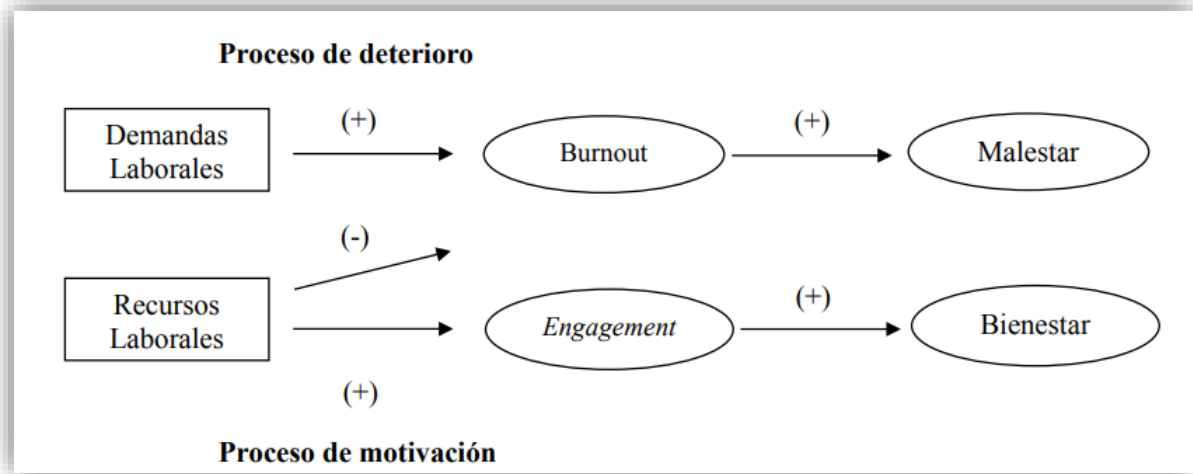 Proceso de deterioro
(+)
(+)
Demandas
Laborales
Burnout
Malestar
(-)
Recursos
Laborales
(+)
Engagement
Bienestar
(+)
Proceso de motivación